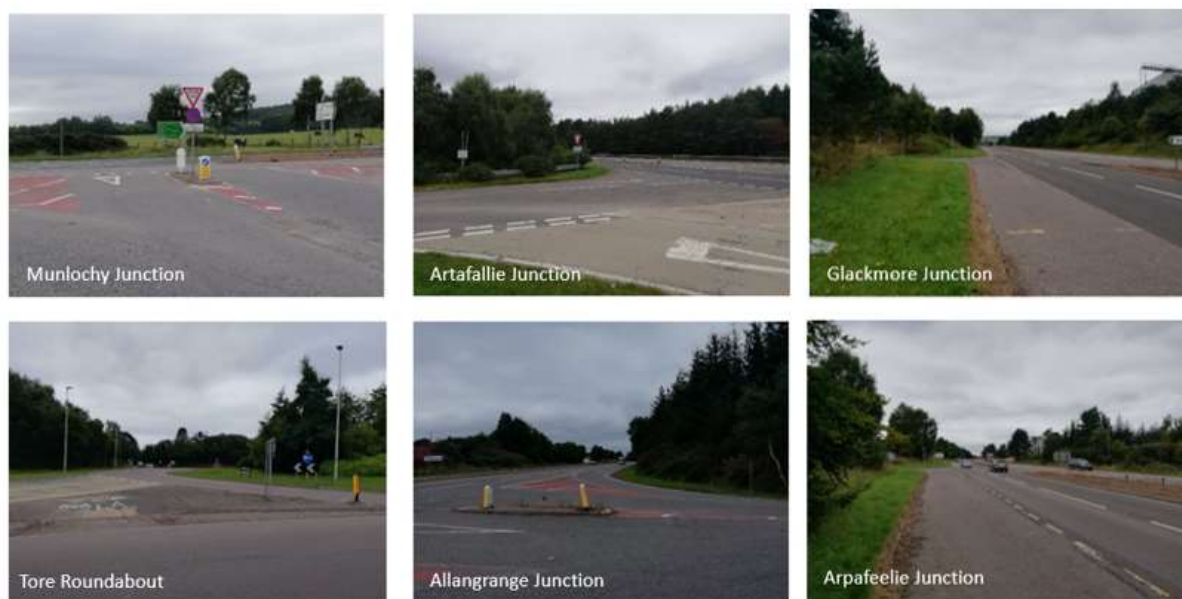 Munlochy Junction
Artafallie Junction
Glackmore Junction
Tore Roundabout
Allangrange Junction
Arpafeelie Junction